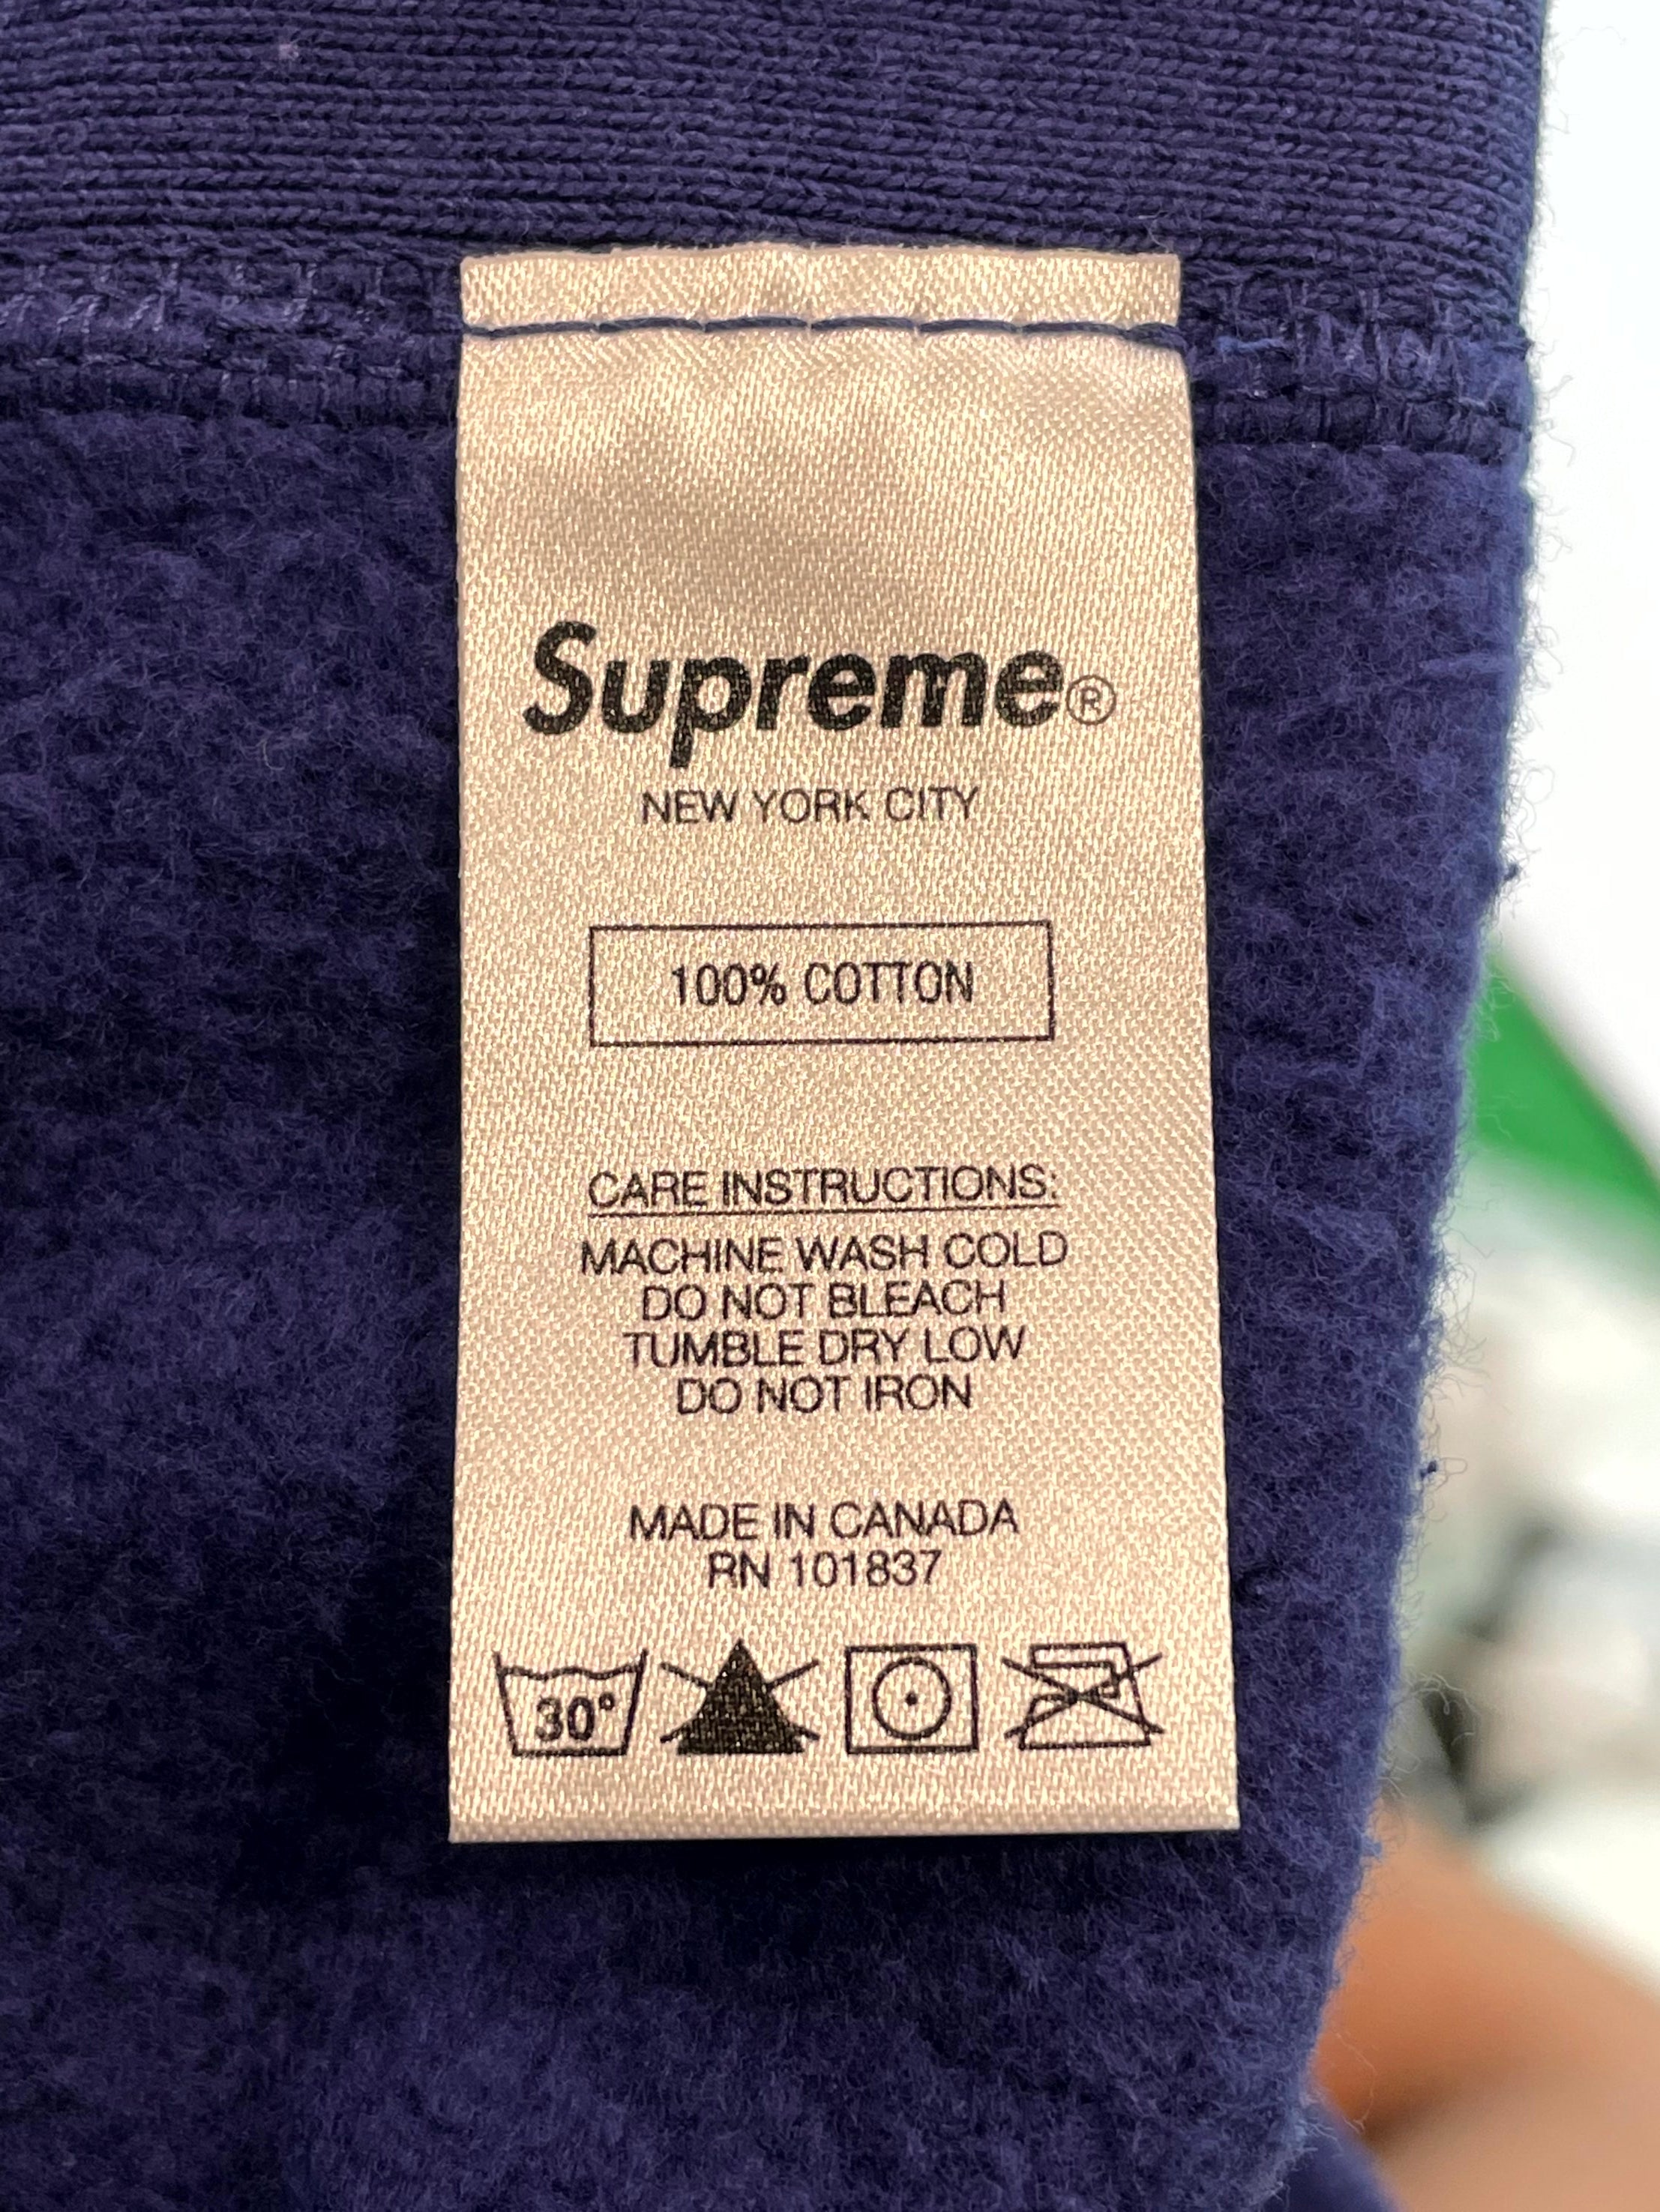 Supreme®
NEW YORK CITY
100% COTTON
CARE INSTRUCTIONS:
MACHINE WASH COLD
DO NOT BLEACH
TUMBLE DRY LOW
DO NOT IRON
MADE IN CANADA
RN 101837
30°